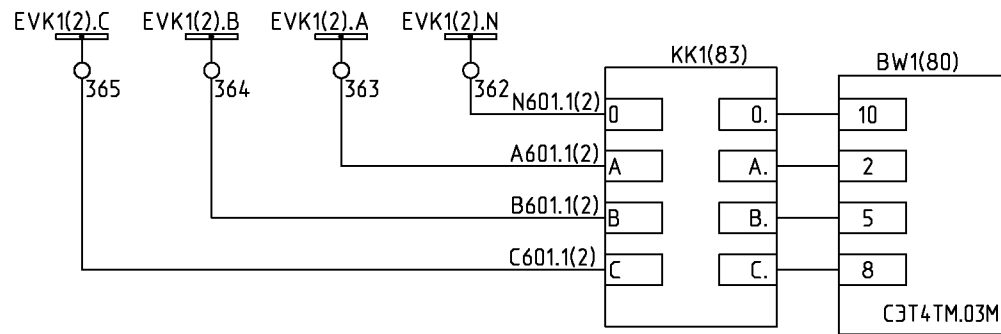 EVK1(2).C EVK1(2).B EVK1(2).A EVK1(2).N
KK1(83) BW1(80)
365 364 363 362
N601.1(2) 0 0. 10
A601.1(2) A A. 2
B601.1(2) B B. 5
C601.1(2) C C. 8
СЭТ4ТМ.03М